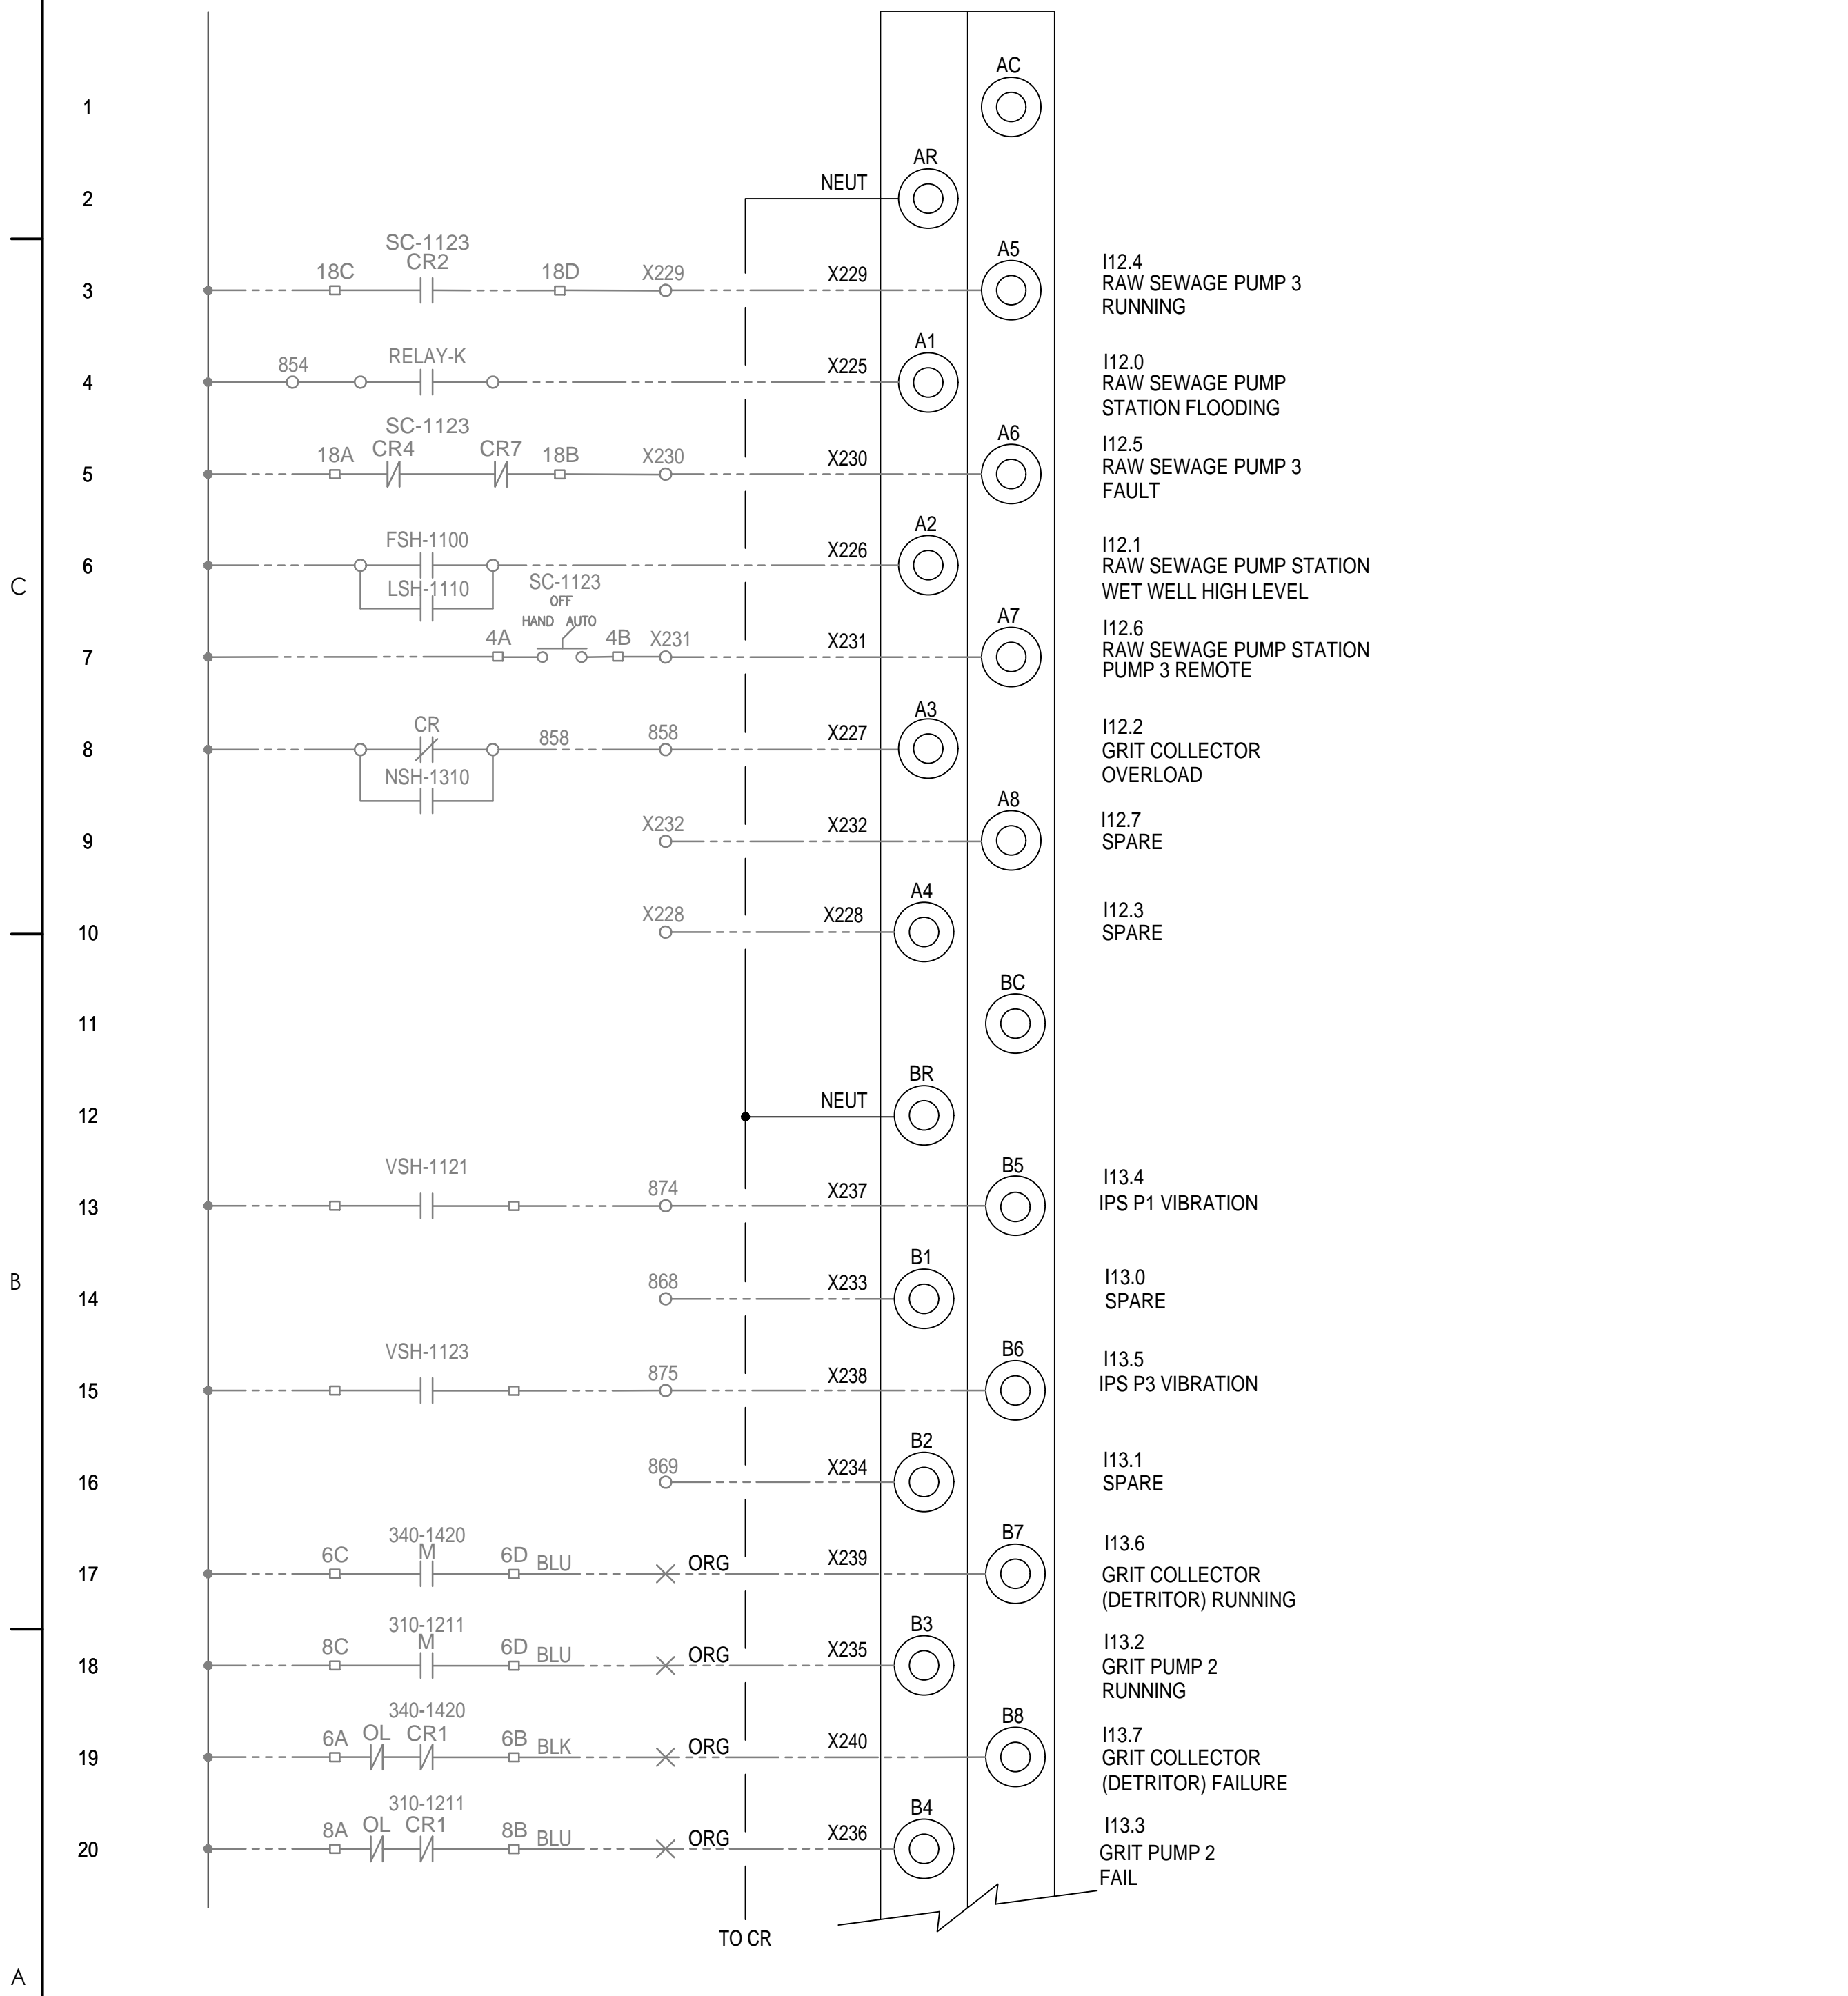 AC
1
AR
NEUT
2
SC-1123
CR2
18C
18D
X229
X229
A5
3
I12.4
RAW SEWAGE PUMP 3
RUNNING
854
RELAY-K
X225
A1
4
I12.0
RAW SEWAGE PUMP
STATION FLOODING
SC-1123
18A
CR4
CR7
18B
X230
X230
A6
5
I12.5
RAW SEWAGE PUMP 3
FAULT
FSH-1100
X226
A2
6
LSH-1110
I12.1
RAW SEWAGE PUMP STATION
WET WELL HIGH LEVEL
C
SC-1123
OFF
HAND AUTO
4A
4B
X231
X231
A7
7
I12.6
RAW SEWAGE PUMP STATION
PUMP 3 REMOTE
CR
858
858
X227
A3
8
NSH-1310
I12.2
GRIT COLLECTOR
OVERLOAD
X232
X232
A8
9
I12.7
SPARE
X228
X228
A4
10
I12.3
SPARE
BC
11
BR
NEUT
12
VSH-1121
874
X237
B5
13
I13.4
IPS P1 VIBRATION
B
868
X233
B1
14
I13.0
SPARE
VSH-1123
875
X238
B6
15
I13.5
IPS P3 VIBRATION
869
X234
B2
16
I13.1
SPARE
340-1420
6C
M
6D
BLU
ORG
X239
B7
17
I13.6
GRIT COLLECTOR
(DETRITOR) RUNNING
310-1211
8C
M
6D
BLU
ORG
X235
B3
18
I13.2
GRIT PUMP 2
RUNNING
340-1420
6A
OL
CR1
6B
BLK
ORG
X240
B8
19
I13.7
GRIT COLLECTOR
(DETRITOR) FAILURE
310-1211
8A
OL
CR1
8B
BLU
ORG
X236
B4
20
I13.3
GRIT PUMP 2
FAIL
TO CR
A